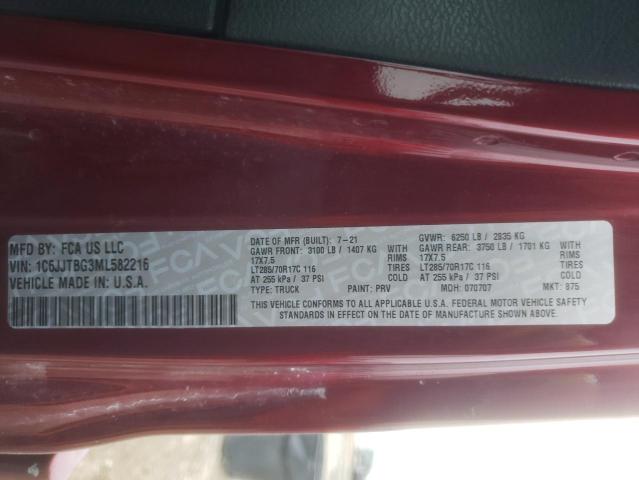 MFD BY: FCA US LLC
VIN: 1C6JJTBG3ML582216
VEHICLE MADE IN: U.S.A.
DATE OF MFR (BUILT): 7-21
GAWR FRONT: 3100 LB / 1407 KG
17X7.5 RIMS WITH
LT285/70R17C 116 TIRES
AT 255 kPa / 37 PSI
TYPE: TRUCK PAINT: PRV
GVWR: 6250 LB / 2835 KG
GAWR REAR: 3750 LB / 1701 KG
17X7.5 RIMS WITH
LT285/70R17C 116 TIRES
AT 255 kPa / 37 PSI
MDH: 070707 MKT: 875
THIS VEHICLE CONFORMS TO ALL APPLICABLE U.S.A. FEDERAL MOTOR VEHICLE SAFETY
STANDARDS IN EFFECT ON THE DATE OF MANUFACTURE SHOWN ABOVE.